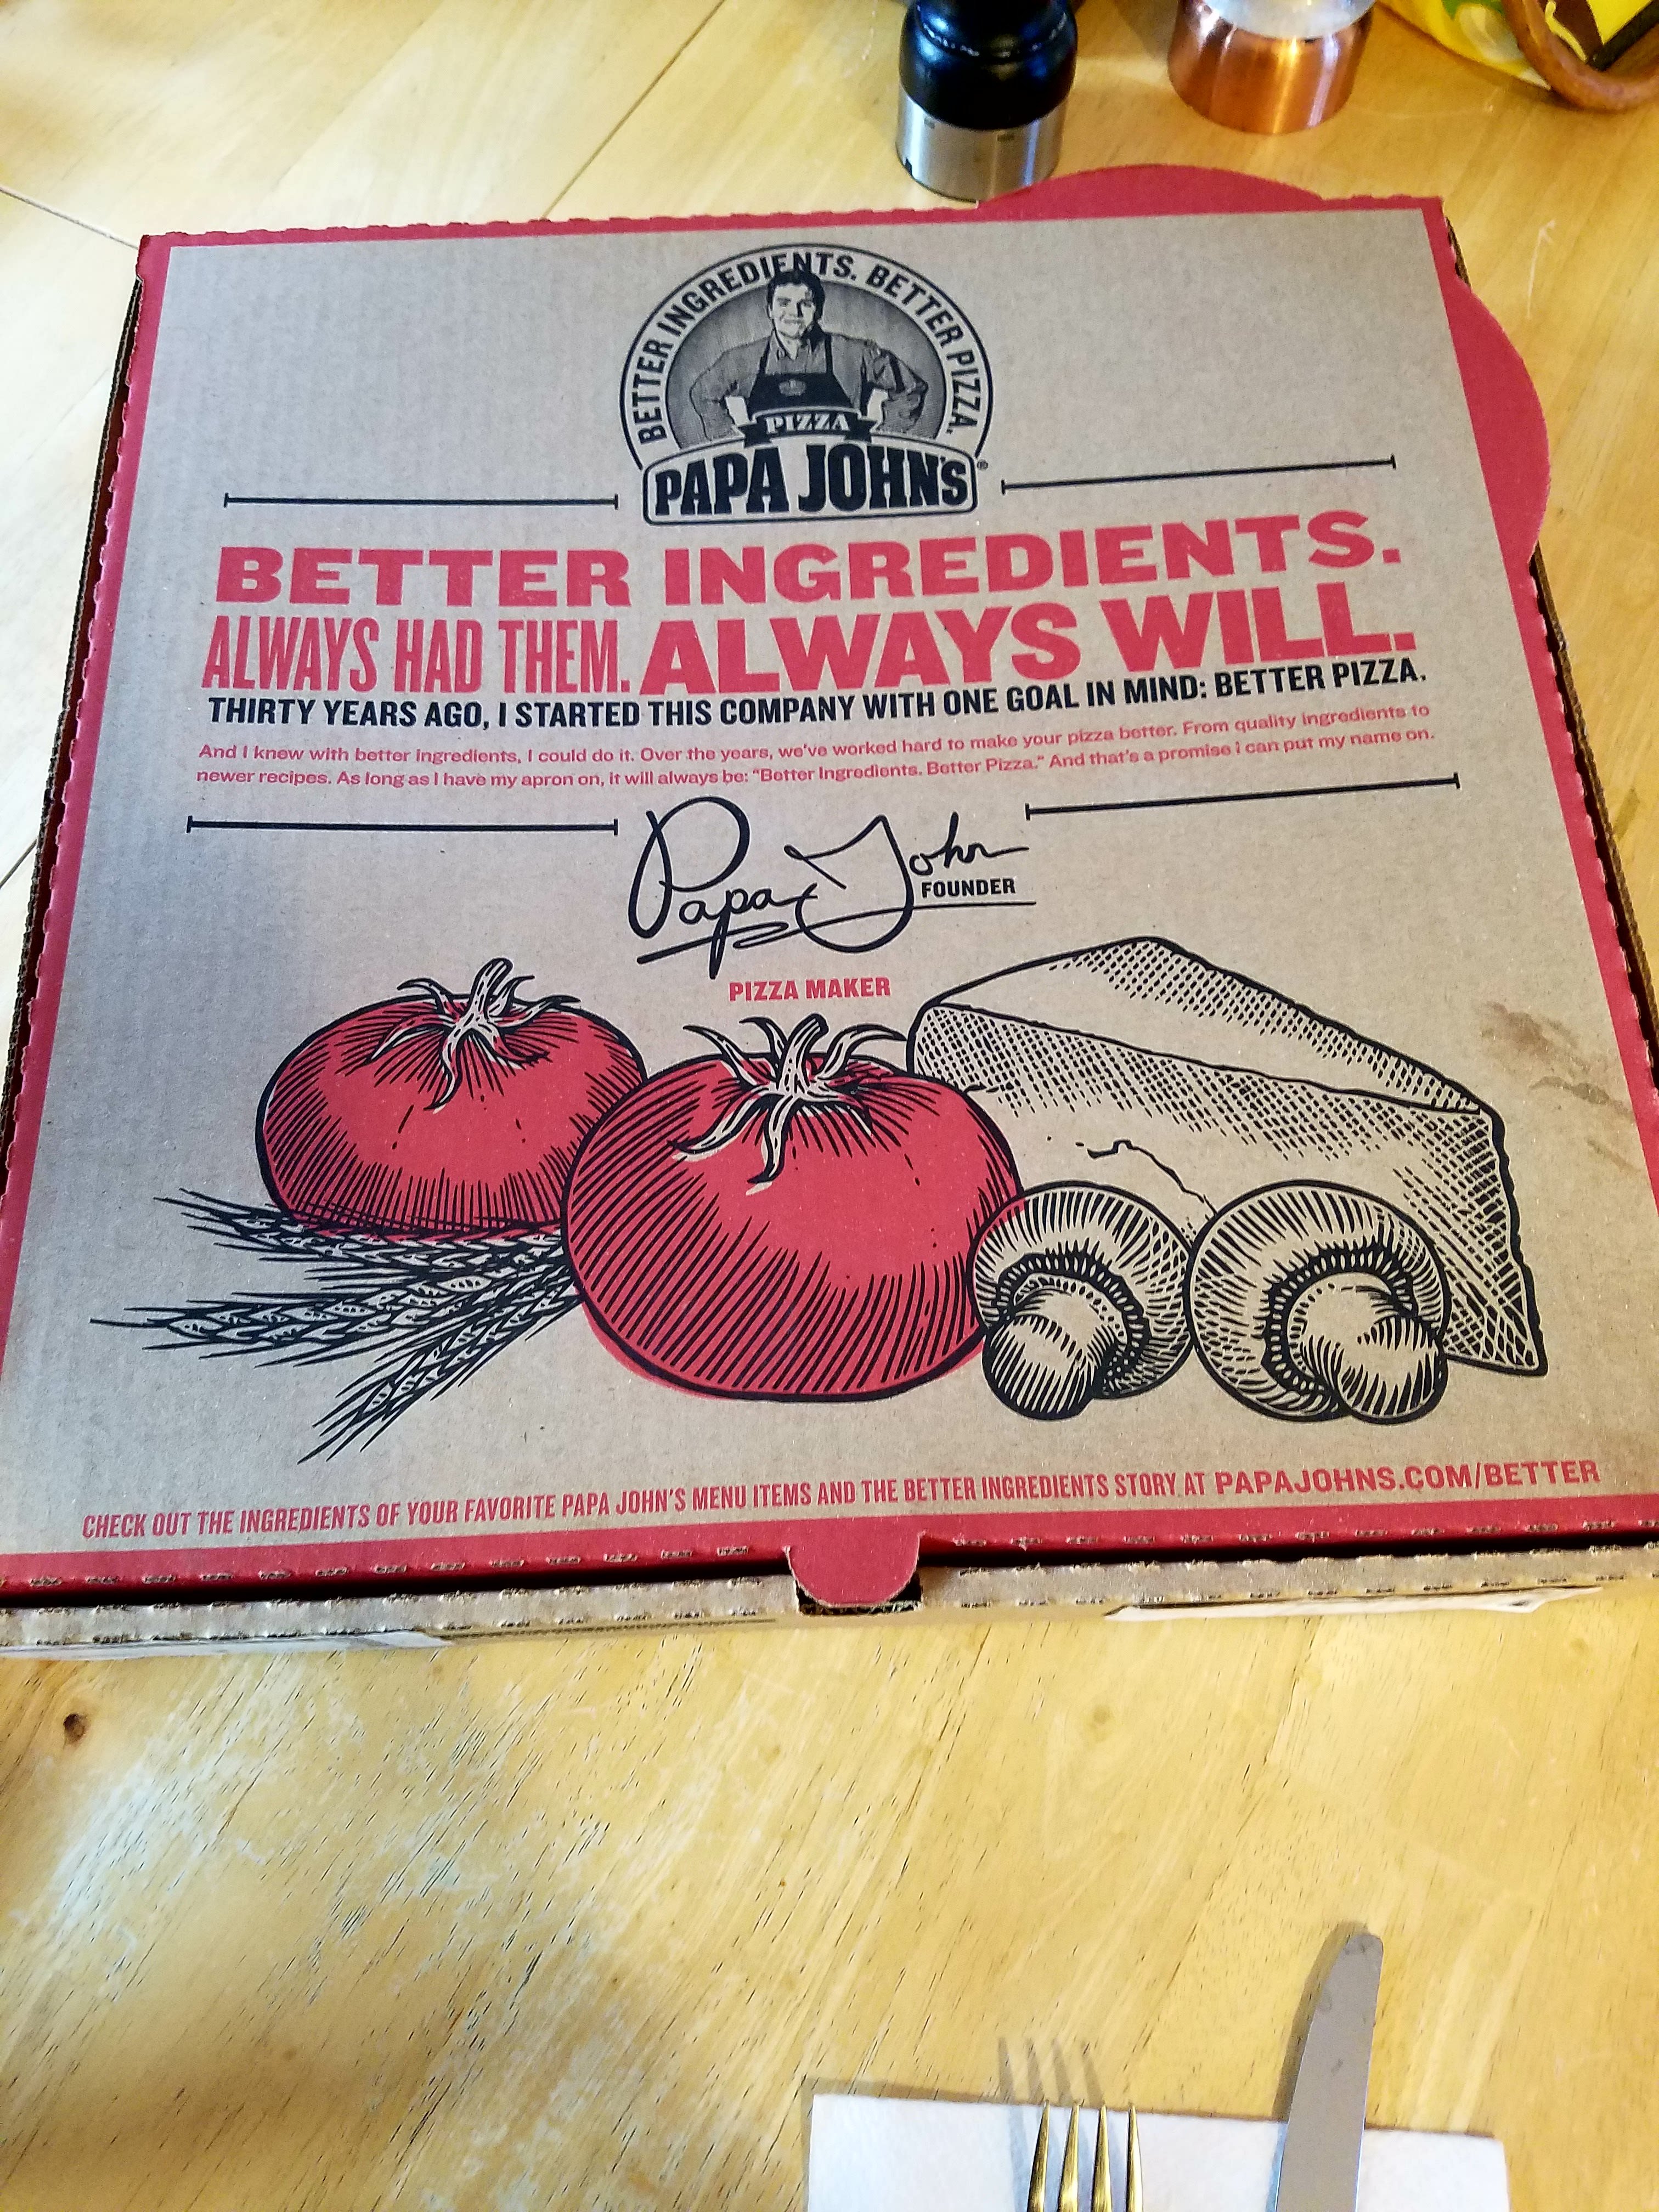 BETTER INGREDIENTS. BETTER PIZZA.
PIZZA
PAPA JOHN'S®
BETTER INGREDIENTS.
ALWAYS HAD THEM. ALWAYS WILL.
THIRTY YEARS AGO, I STARTED THIS COMPANY WITH ONE GOAL IN MIND: BETTER PIZZA.
And I knew with better ingredients, I could do it. Over the years, we've worked hard to make your pizza better. From quality ingredients to
newer recipes. As long as I have my apron on, it will always be: "Better Ingredients. Better Pizza." And that's a promise I can put my name on.
Papa John
FOUNDER
PIZZA MAKER
CHECK OUT THE INGREDIENTS OF YOUR FAVORITE PAPA JOHN'S MENU ITEMS AND THE BETTER INGREDIENTS STORY AT PAPAJOHNS.COM/BETTER